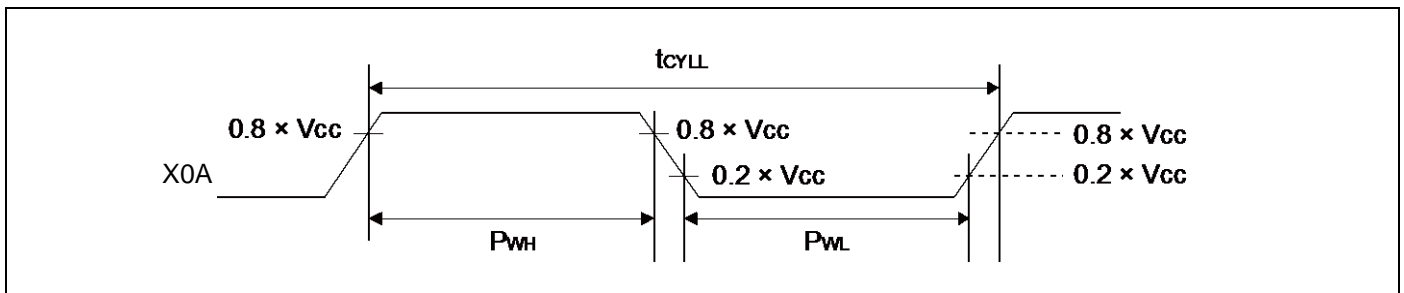 tCYLL
0.8 × Vcc
0.8 × Vcc
0.8 × Vcc
X0A
0.2 × Vcc
0.2 × Vcc
PWH
PWL